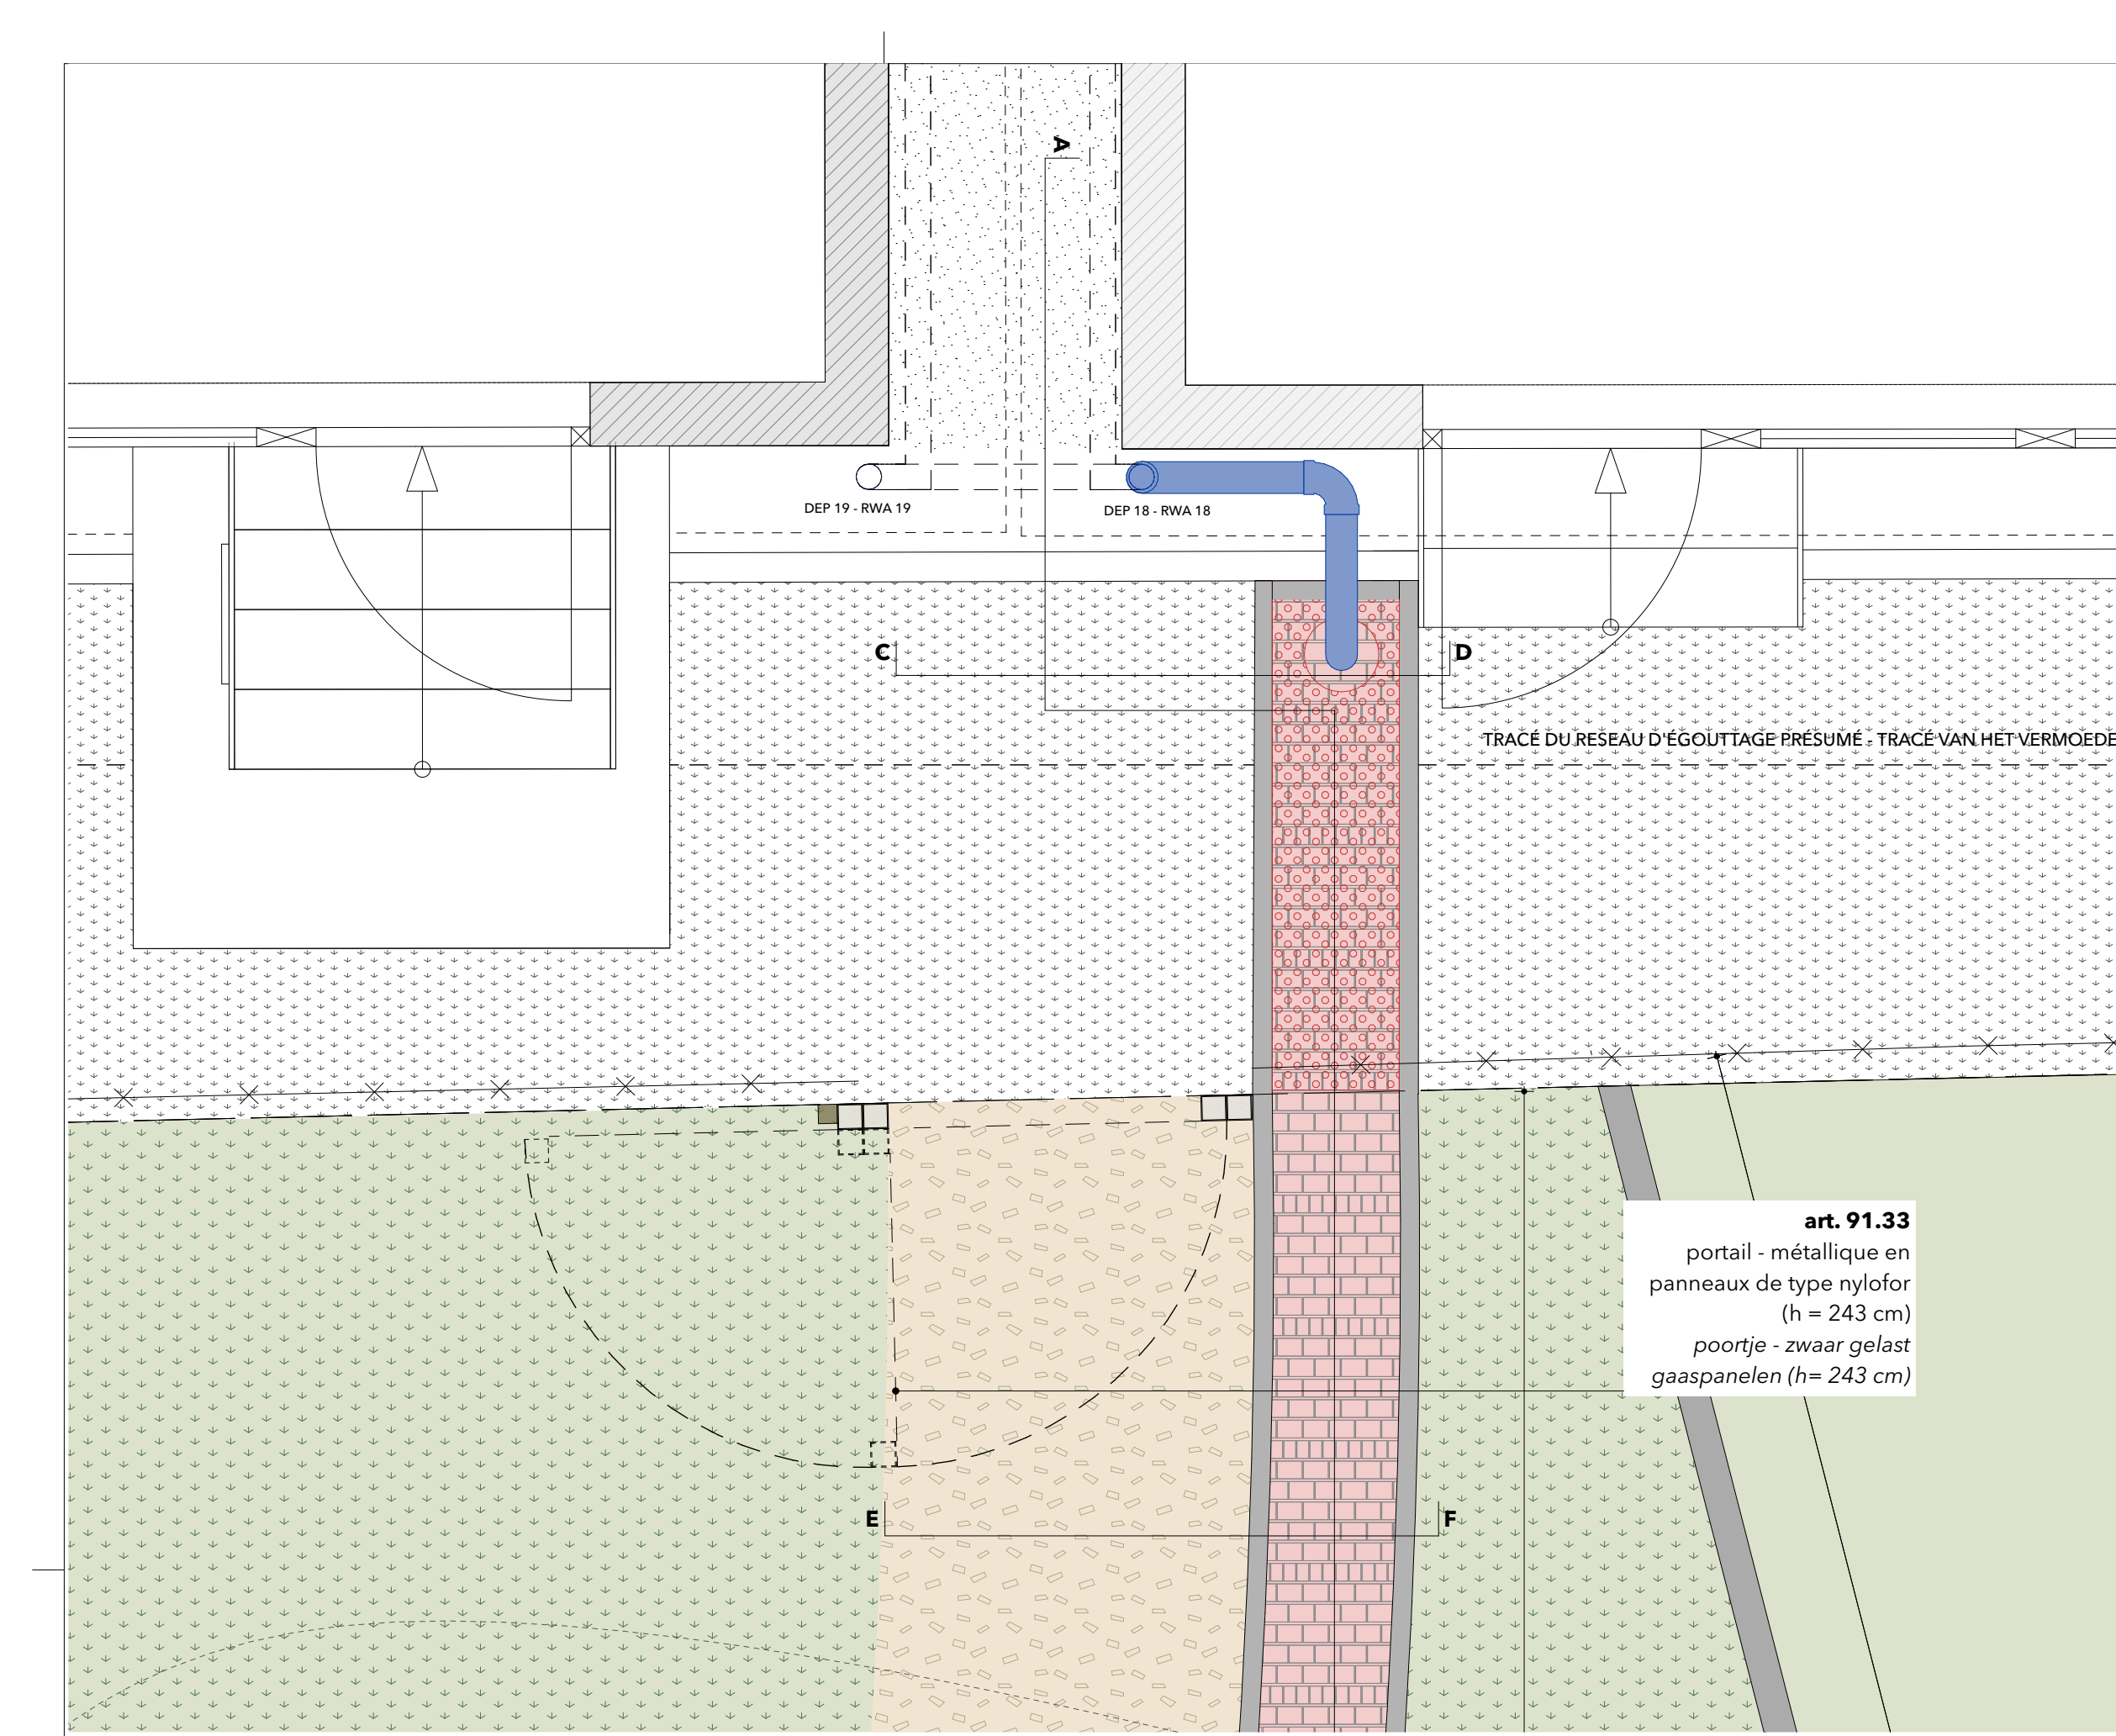 A
DEP 19 - RWA 19
DEP 18 - RWA 18
C
D
TRACÉ DU RESEAU D'ÉGOUTTAGE PRÉSUMÉ - TRACÉ VAN HET VERMOEDE
art. 91.33
portail - métallique en
panneaux de type nylofor
(h = 243 cm)
poortje - zwaar gelast
gaaspanelen (h= 243 cm)
E
F